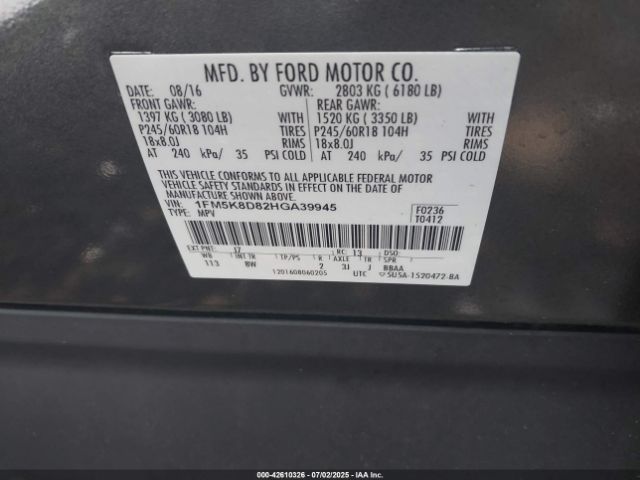 MFD. BY FORD MOTOR CO.
DATE: 08/16 GVWR: 2803 KG ( 6180 LB)
FRONT GAWR: REAR GAWR:
1397 KG ( 3080 LB) WITH 1520 KG ( 3350 LB) WITH
P245/60R18 104H TIRES P245/60R18 104H TIRES
18x8.0J RIMS 18x8.0J RIMS
AT 240 kPa/ 35 PSI COLD AT 240 kPa/ 35 PSI COLD
THIS VEHICLE CONFORMS TO ALL APPLICABLE FEDERAL MOTOR
VEHICLE SAFETY AND BUMPER STANDARDS IN EFFECT ON THE DATE OF
MANUFACTURE SHOWN ABOVE.
VIN: 1FM5K8D82HGA39945 F0236
TYPE: MPV T0412
EXT PNT: 17 RC: 13 DSO:
WB INT TR TP/PS R AXLE TR SPR
113 BW 2 3J J BBAA
1201608060205 UTC 5U5A-1520472-BA
000-42610326 - 07/02/2025 - IAA Inc.